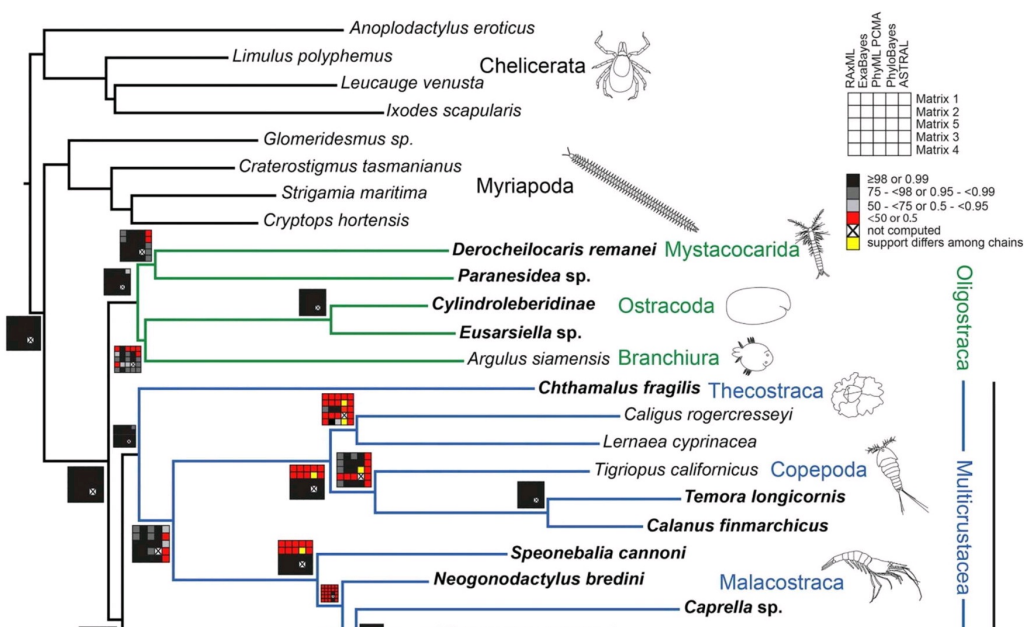 Anoplodactylus eroticus
Limulus polyphemus
Chelicerata
Leucauge venusta
Ixodes scapularis
Glomeridesmus sp.
Craterostigmus tasmanianus
Myriapoda
Strigamia maritima
Cryptops hortensis
Derocheilocaris remanei Mystacocarida
Paranesidea sp.
Cylindroleberidinae
Ostracoda
Eusarsiella sp.
Argulus siamensis Branchiura
Chthamalus fragilis Thecostraca
Caligus rogercresseyi
Lernaea cyprinacea
Tigriopus californicus Copepoda
Temora longicornis
Calanus finmarchicus
Speonebalia cannoni
Neogonodactylus bredini
Malacostraca
Caprella sp.
RAxML
ExaBayes
PhyML PCMA
PhyloBayes
ASTRAL
Matrix 1
Matrix 2
Matrix 5
Matrix 3
Matrix 4
≥98 or 0.99
75 - <98 or 0.95 - <0.99
50 - <75 or 0.5 - <0.95
<50 or 0.5
not computed
support differs among chains
Oligostraca
Multicrustacea